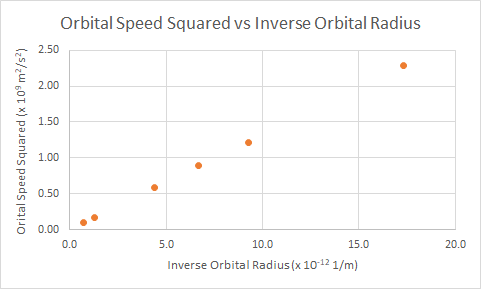 Orbital Speed Squared vs Inverse Orbital Radius
Orital Speed Squared (x 10⁹ m²/s²)
2.50
2.00
1.50
1.00
0.50
0.00
0.0 5.0 10.0 15.0 20.0
Inverse Orbital Radius (x 10⁻¹² 1/m)